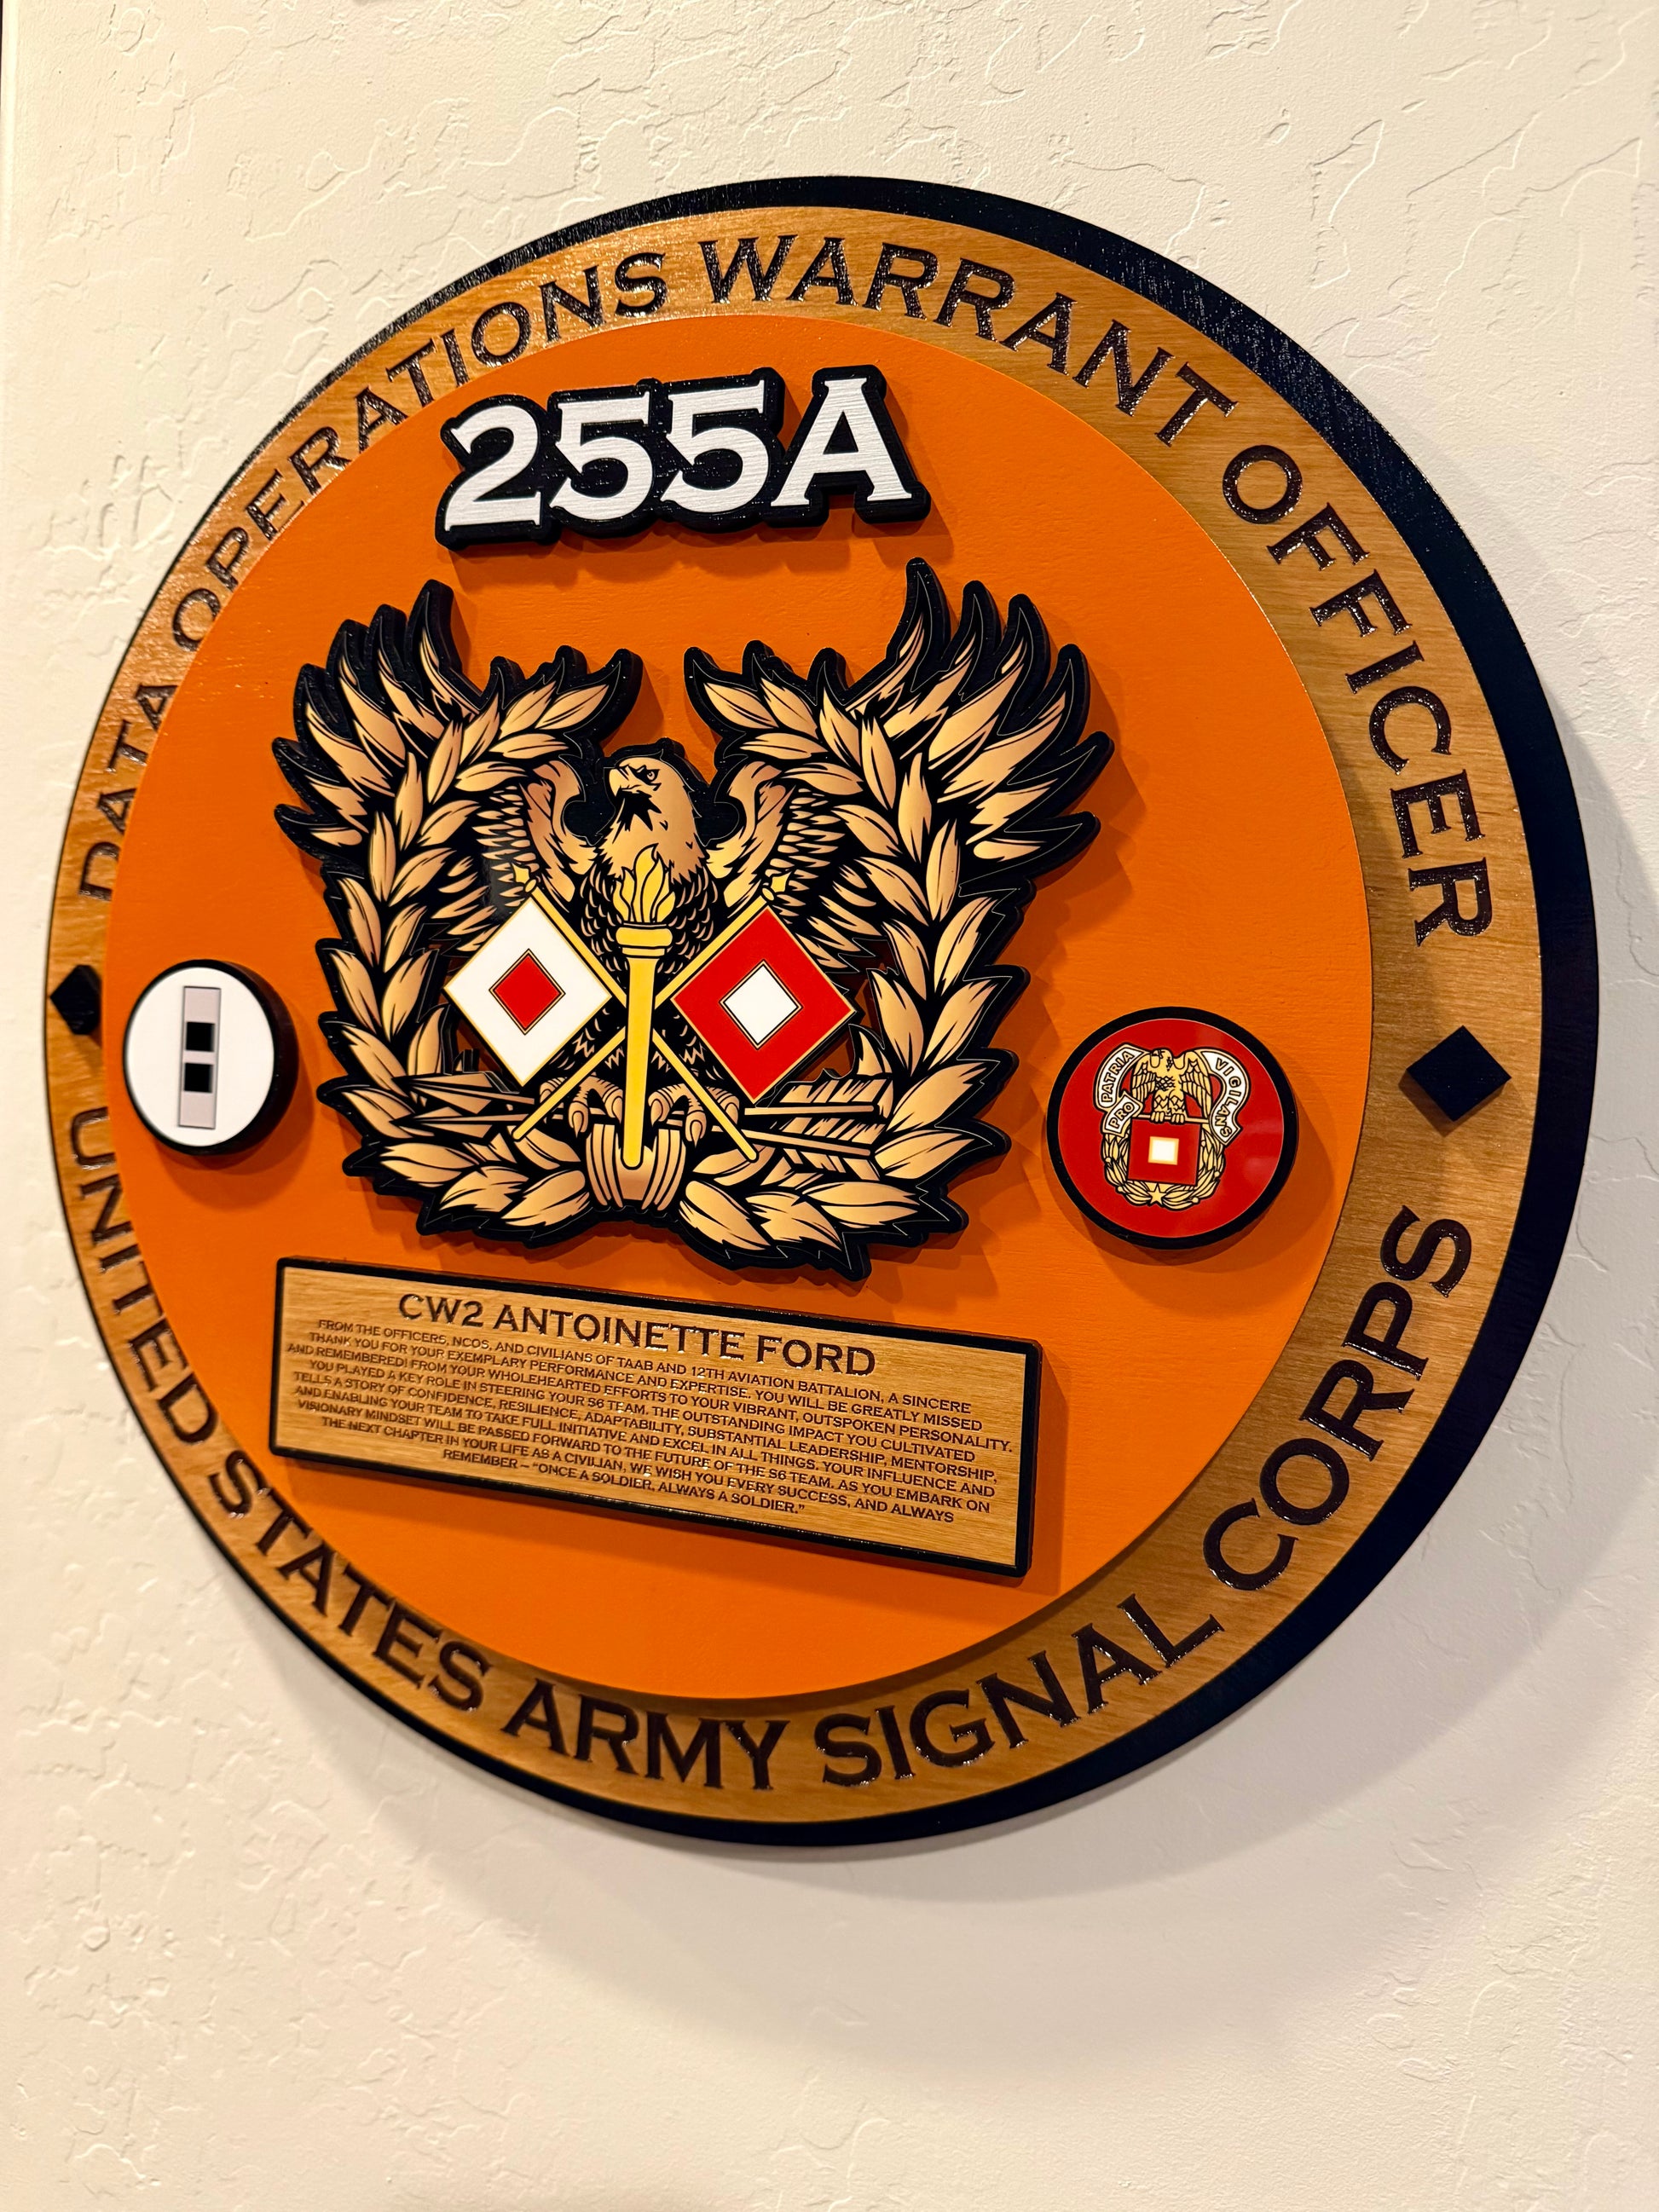 DATA OPERATIONS WARRANT OFFICER
255A
PRO PATRIA VIGILANS
CW2 ANTOINETTE FORD
FROM THE OFFICERS, NCOS, AND CIVILIANS OF TAAB AND 12TH AVIATION BATTALION, A SINCERE
THANK YOU FOR YOUR EXEMPLARY PERFORMANCE AND EXPERTISE. YOU WILL BE GREATLY MISSED
AND REMEMBERED! FROM YOUR WHOLEHEARTED EFFORTS TO YOUR VIBRANT, OUTSPOKEN PERSONALITY.
YOU PLAYED A KEY ROLE IN STEERING YOUR S6 TEAM. THE OUTSTANDING IMPACT YOU CULTIVATED
TELLS A STORY OF CONFIDENCE, RESILIENCE, ADAPTABILITY, SUBSTANTIAL LEADERSHIP, MENTORSHIP,
AND ENABLING YOUR TEAM TO TAKE FULL INITIATIVE AND EXCEL IN ALL THINGS. YOUR INFLUENCE AND
VISIONARY MINDSET WILL BE PASSED FORWARD TO THE FUTURE OF THE S6 TEAM. AS YOU EMBARK ON
THE NEXT CHAPTER IN YOUR LIFE AS A CIVILIAN, WE WISH YOU EVERY SUCCESS, AND ALWAYS
REMEMBER – "ONCE A SOLDIER, ALWAYS A SOLDIER."
UNITED STATES ARMY SIGNAL CORPS